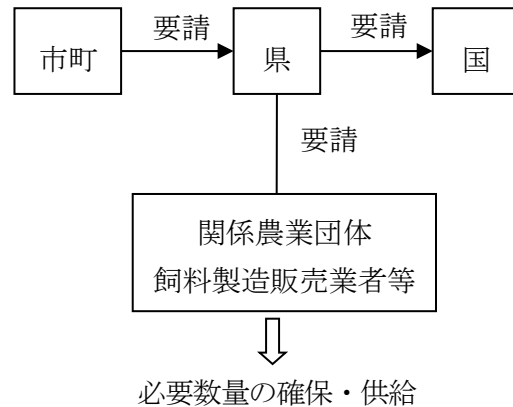 要請
要請
市町
県
国
要請
関係農業団体
飼料製造販売業者等
必要数量の確保・供給